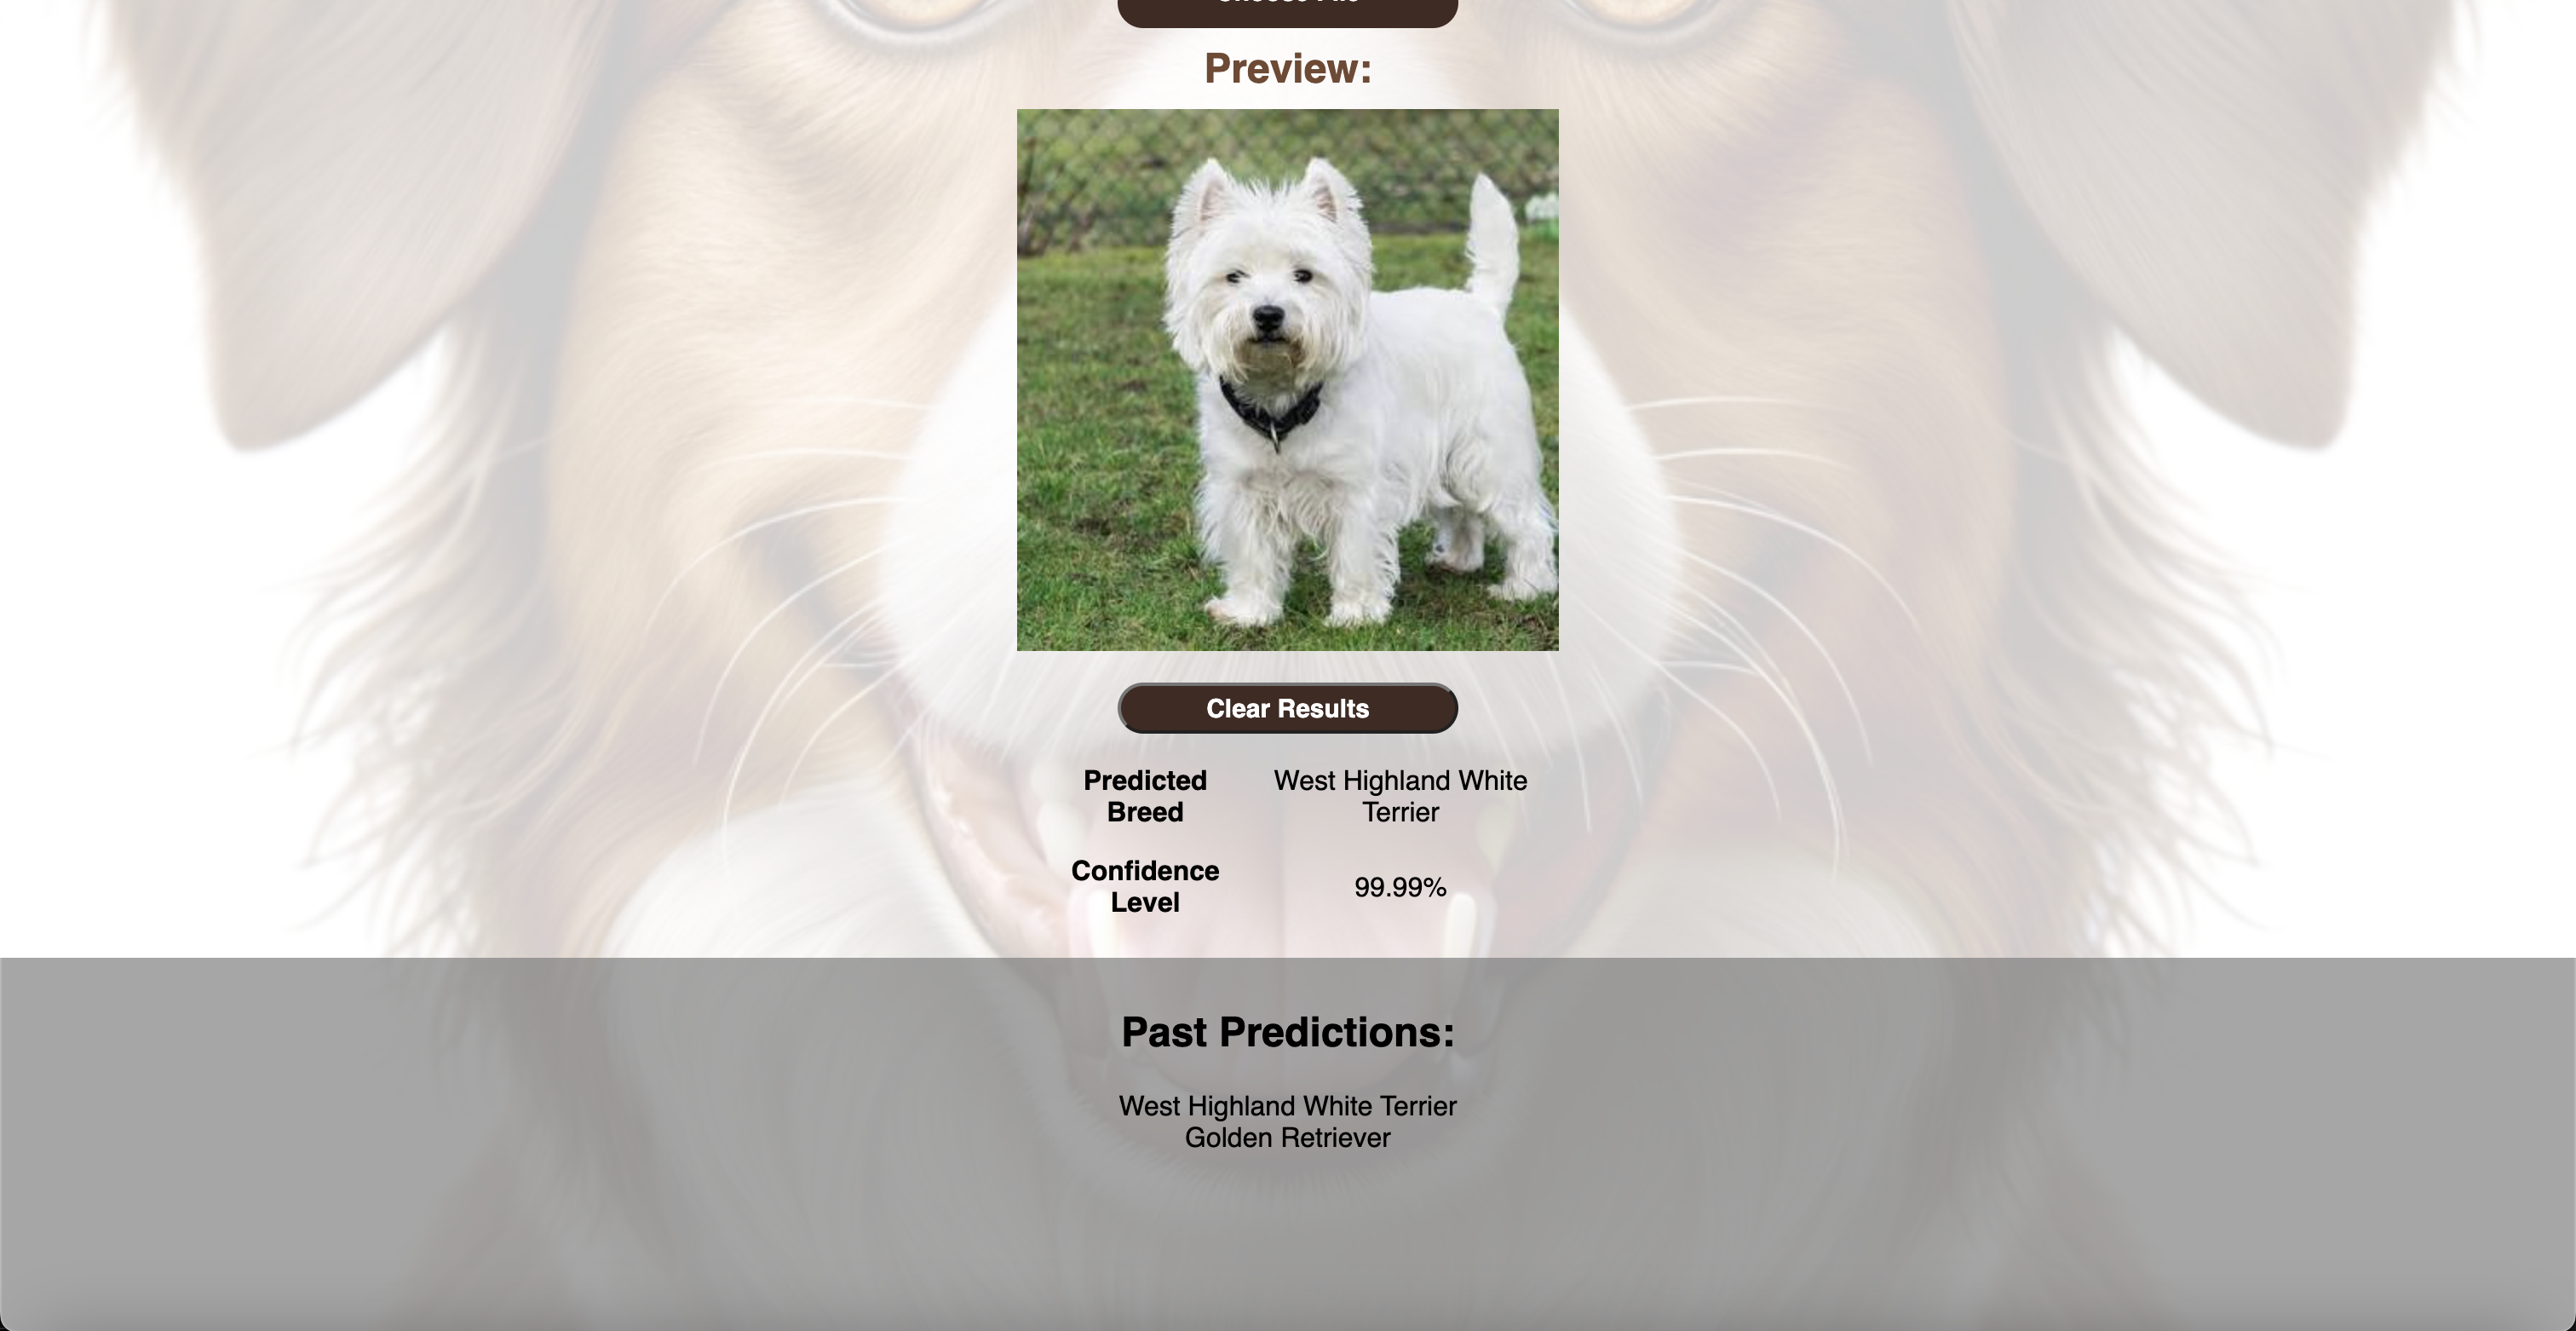 Preview:
Clear Results
Predicted
Breed
West Highland White
Terrier
Confidence
Level
99.99%
Past Predictions:
West Highland White Terrier
Golden Retriever